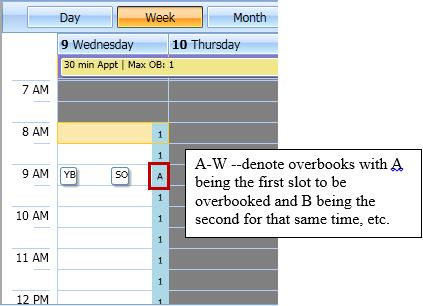 Day Week Month
9 Wednesday 10 Thursday
30 min Appt | Max OB: 1
7 AM
8 AM
1
1
9 AM YB SO A
1
10 AM 1
1
11 AM 1
1
12 PM 1
A-W --denote overbooks with A
being the first slot to be
overbooked and B being the
second for that same time, etc.